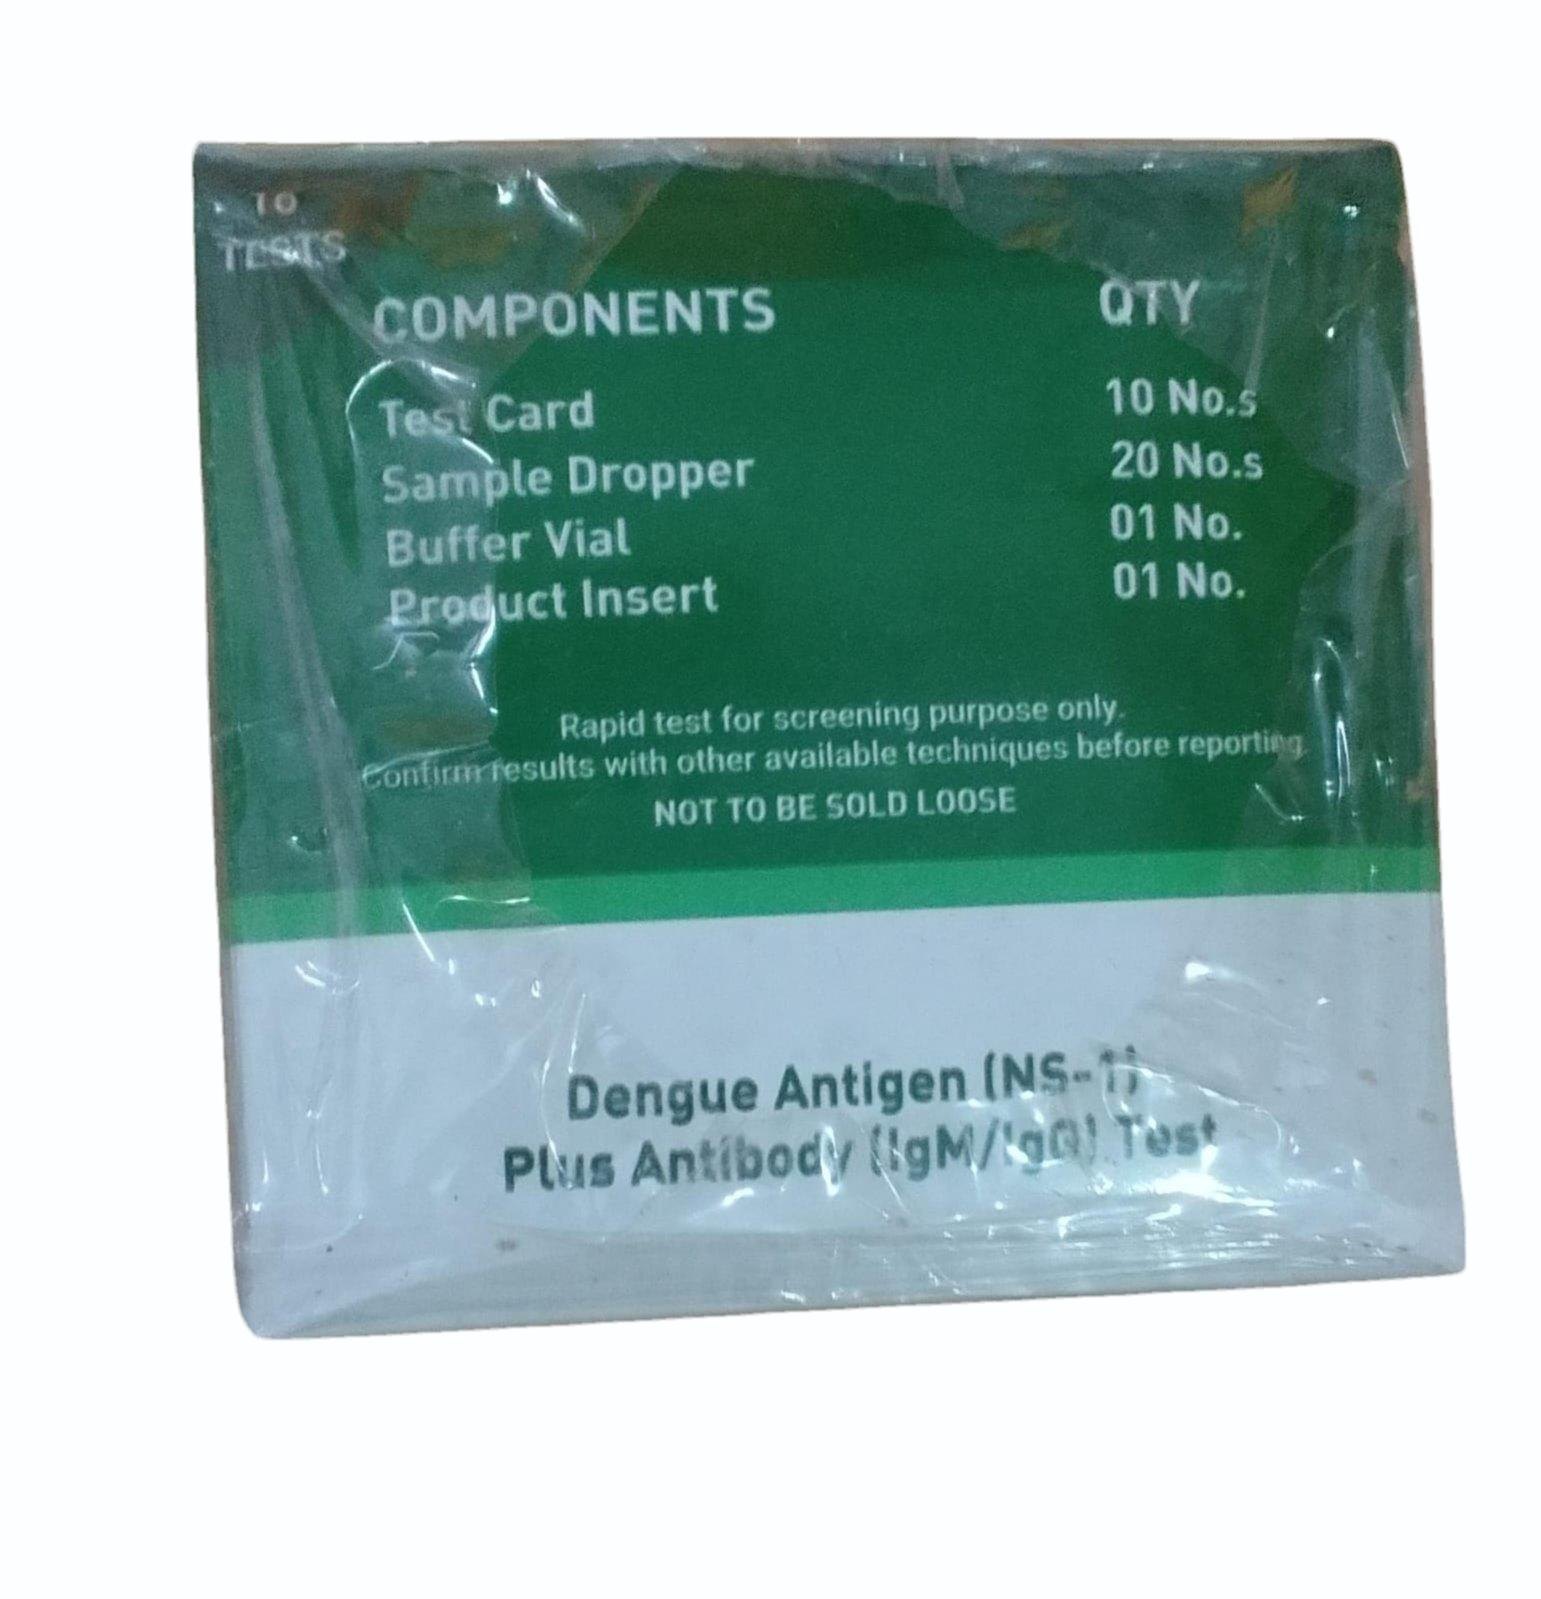 10
TESTS
COMPONENTS QTY
Test Card 10 No.s
Sample Dropper 20 No.s
Buffer Vial 01 No.
Product Insert 01 No.
Rapid test for screening purpose only.
Confirm results with other available techniques before reporting.
NOT TO BE SOLD LOOSE
Dengue Antigen (NS-1)
Plus Antibody (IgM/IgG) Test